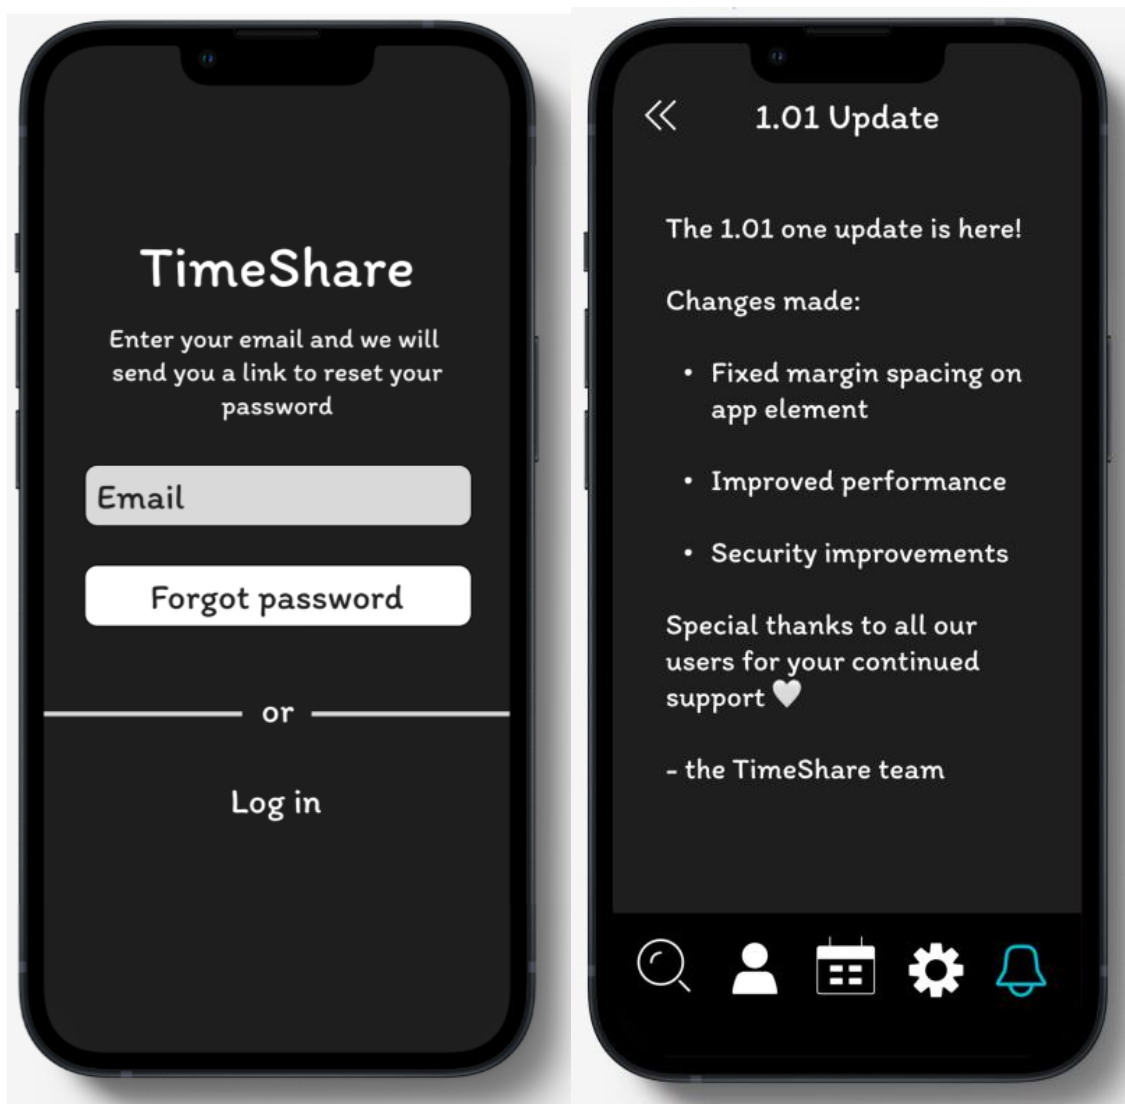 TimeShare
Enter your email and we will
send you a link to reset your
password
Email
Forgot password
or
Log in
1.01 Update
The 1.01 one update is here!
Changes made:
• Fixed margin spacing on
app element
• Improved performance
• Security improvements
Special thanks to all our
users for your continued
support 🤍
- the TimeShare team